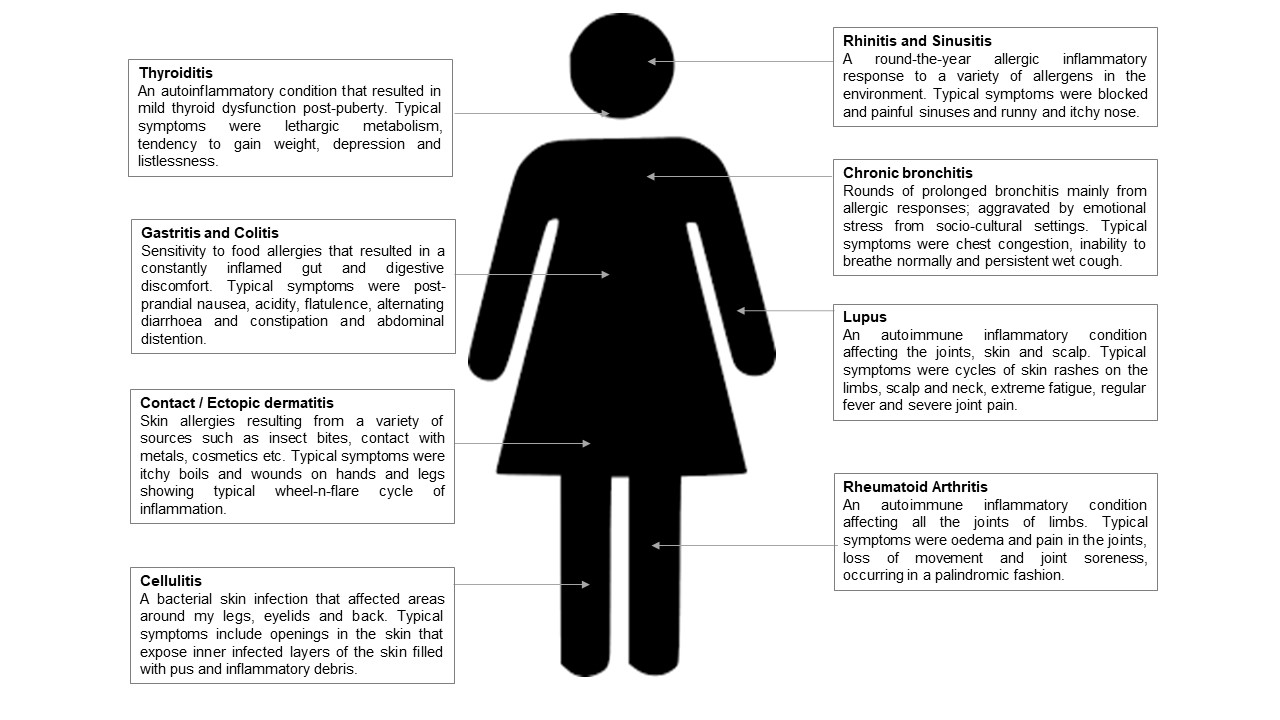 Thyroiditis
An autoinflammatory condition that resulted in
mild thyroid dysfunction post-puberty. Typical
symptoms were lethargic metabolism,
tendency to gain weight, depression and
listlessness.
Gastritis and Colitis
Sensitivity to food allergies that resulted in a
constantly inflamed gut and digestive
discomfort. Typical symptoms were post-
prandial nausea, acidity, flatulence, alternating
diarrhoea and constipation and abdominal
distention.
Contact / Ectopic dermatitis
Skin allergies resulting from a variety of
sources such as insect bites, contact with
metals, cosmetics etc. Typical symptoms were
itchy boils and wounds on hands and legs
showing typical wheel-n-flare cycle of
inflammation.
Cellulitis
A bacterial skin infection that affected areas
around my legs, eyelids and back. Typical
symptoms include openings in the skin that
expose inner infected layers of the skin filled
with pus and inflammatory debris.
Rhinitis and Sinusitis
A round-the-year allergic inflammatory
response to a variety of allergens in the
environment. Typical symptoms were blocked
and painful sinuses and runny and itchy nose.
Chronic bronchitis
Rounds of prolonged bronchitis mainly from
allergic responses; aggravated by emotional
stress from socio-cultural settings. Typical
symptoms were chest congestion, inability to
breathe normally and persistent wet cough.
Lupus
An autoimmune inflammatory condition
affecting the joints, skin and scalp. Typical
symptoms were cycles of skin rashes on the
limbs, scalp and neck, extreme fatigue, regular
fever and severe joint pain.
Rheumatoid Arthritis
An autoimmune inflammatory condition
affecting all the joints of limbs. Typical
symptoms were oedema and pain in the joints,
loss of movement and joint soreness,
occurring in a palindromic fashion.